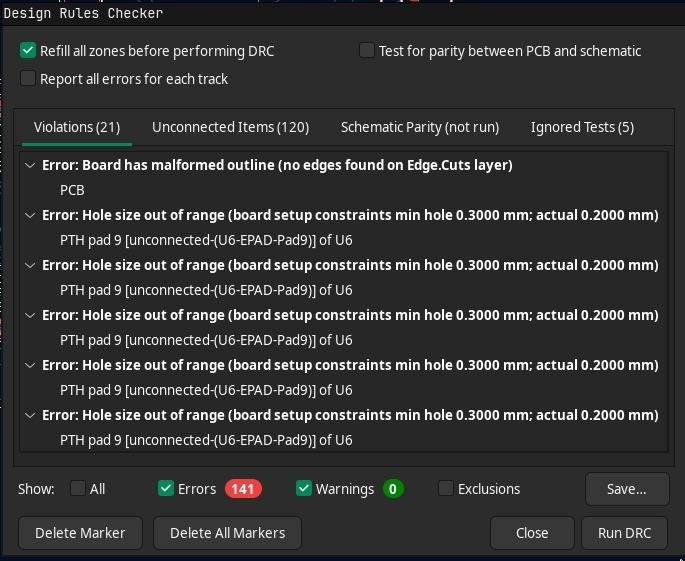 Design Rules Checker
Refill all zones before performing DRC
Test for parity between PCB and schematic
Report all errors for each track
Violations (21)
Unconnected Items (120)
Schematic Parity (not run)
Ignored Tests (5)
Error: Board has malformed outline (no edges found on Edge.Cuts layer)
PCB
Error: Hole size out of range (board setup constraints min hole 0.3000 mm; actual 0.2000 mm)
PTH pad 9 [unconnected-(U6-EPAD-Pad9)] of U6
Error: Hole size out of range (board setup constraints min hole 0.3000 mm; actual 0.2000 mm)
PTH pad 9 [unconnected-(U6-EPAD-Pad9)] of U6
Error: Hole size out of range (board setup constraints min hole 0.3000 mm; actual 0.2000 mm)
PTH pad 9 [unconnected-(U6-EPAD-Pad9)] of U6
Error: Hole size out of range (board setup constraints min hole 0.3000 mm; actual 0.2000 mm)
PTH pad 9 [unconnected-(U6-EPAD-Pad9)] of U6
Error: Hole size out of range (board setup constraints min hole 0.3000 mm; actual 0.2000 mm)
PTH pad 9 [unconnected-(U6-EPAD-Pad9)] of U6
Show:
All
Errors
141
Warnings
0
Exclusions
Save...
Delete Marker
Delete All Markers
Close
Run DRC